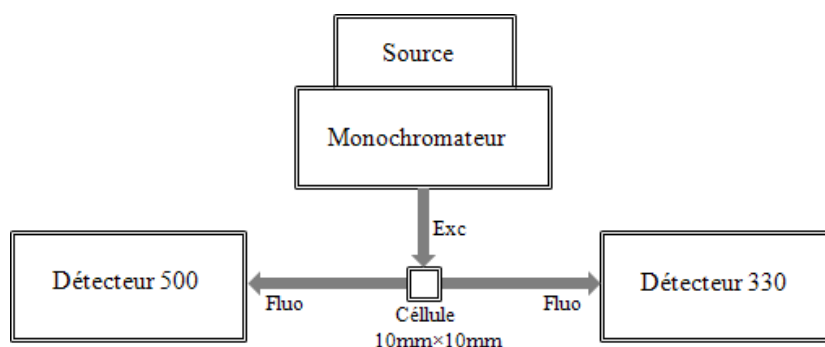 Source
Monochromateur
Exc
Détecteur 500
Détecteur 330
Fluo
Fluo
Céllule
10mm×10mm